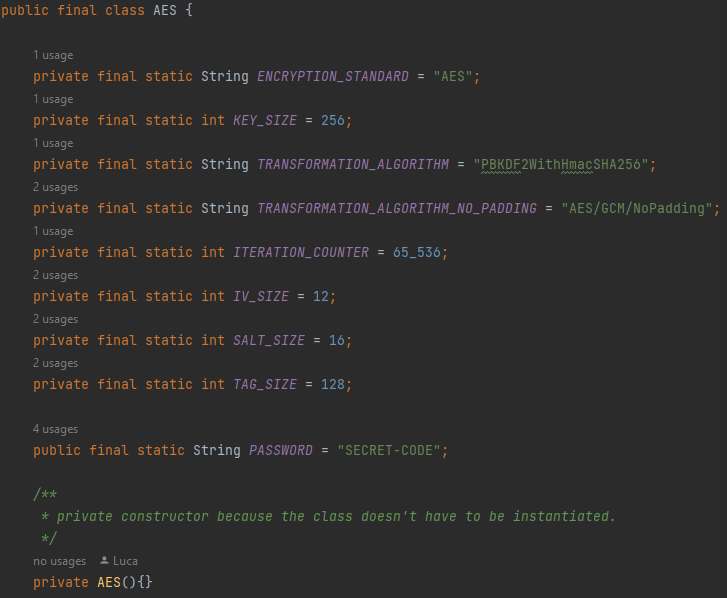 public final class AES {
1 usage
private final static String ENCRYPTION_STANDARD = "AES";
1 usage
private final static int KEY_SIZE = 256;
1 usage
private final static String TRANSFORMATION_ALGORITHM = "PBKDF2WithHmacSHA256";
2 usages
private final static String TRANSFORMATION_ALGORITHM_NO_PADDING = "AES/GCM/NoPadding";
1 usage
private final static int ITERATION_COUNTER = 65_536;
2 usages
private final static int IV_SIZE = 12;
2 usages
private final static int SALT_SIZE = 16;
2 usages
private final static int TAG_SIZE = 128;
4 usages
public final static String PASSWORD = "SECRET-CODE";
/**
* private constructor because the class doesn't have to be instantiated.
*/
no usages Luca
private AES(){}